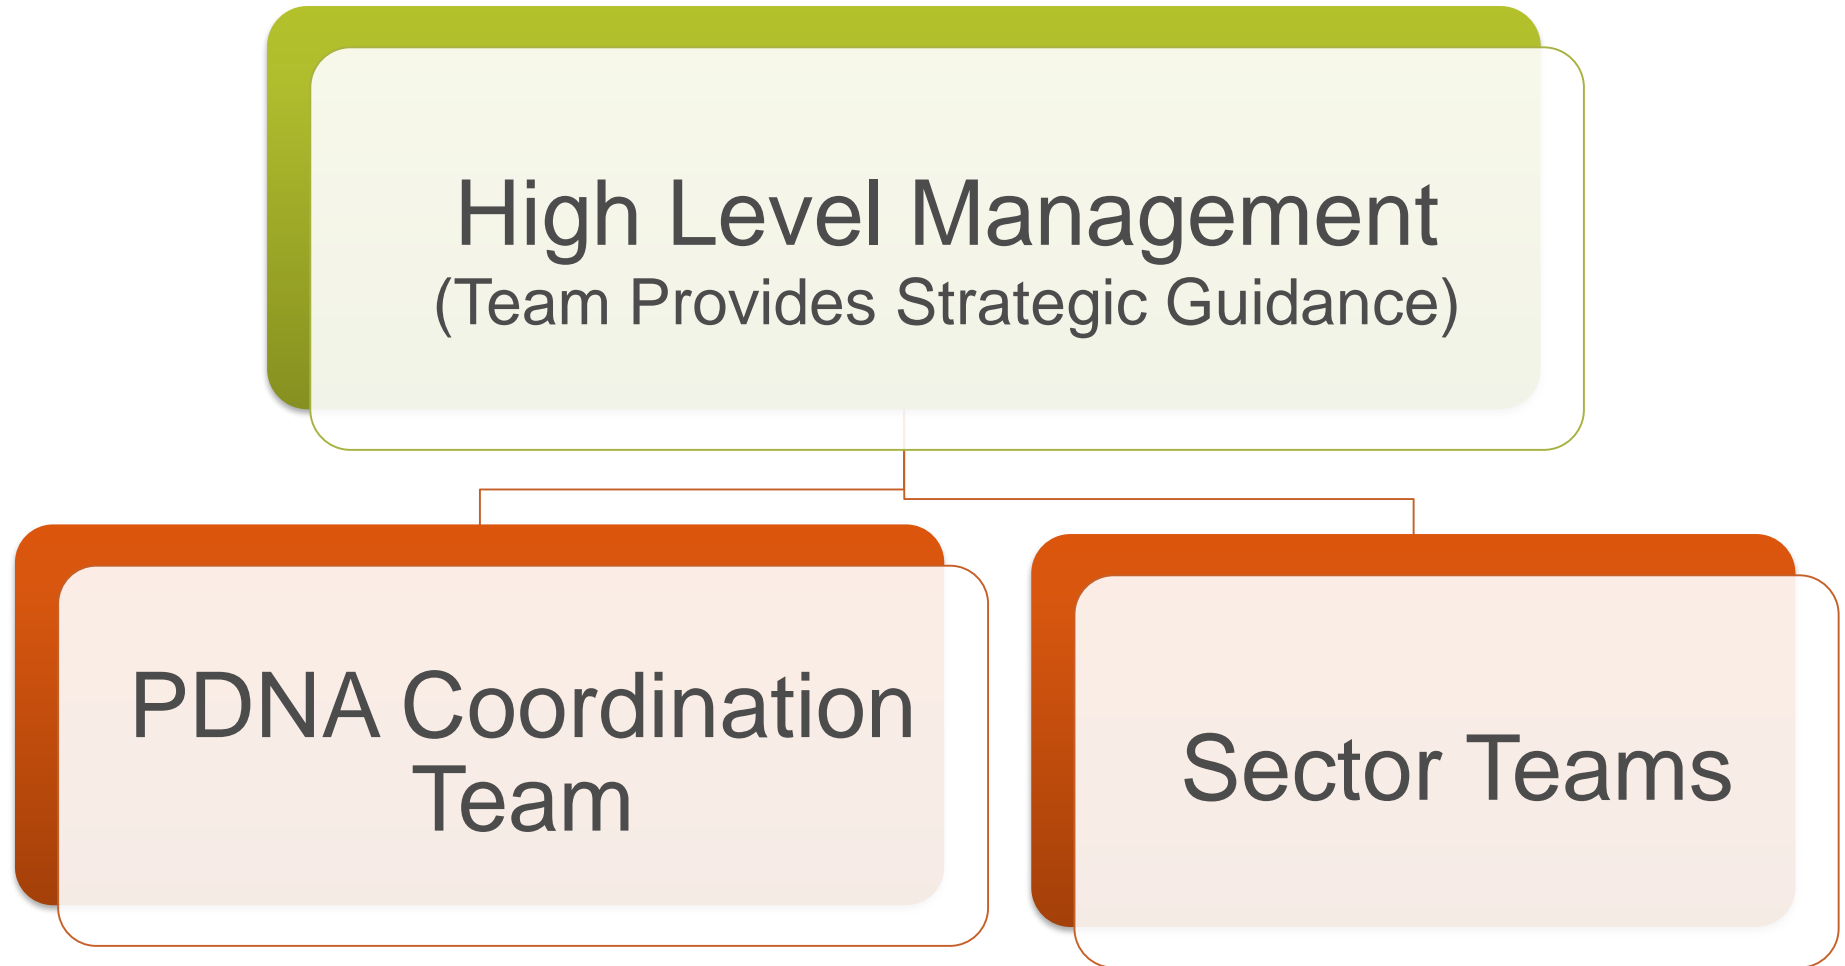 High Level Management
(Team Provides Strategic Guidance)
PDNA Coordination
Team
Sector Teams